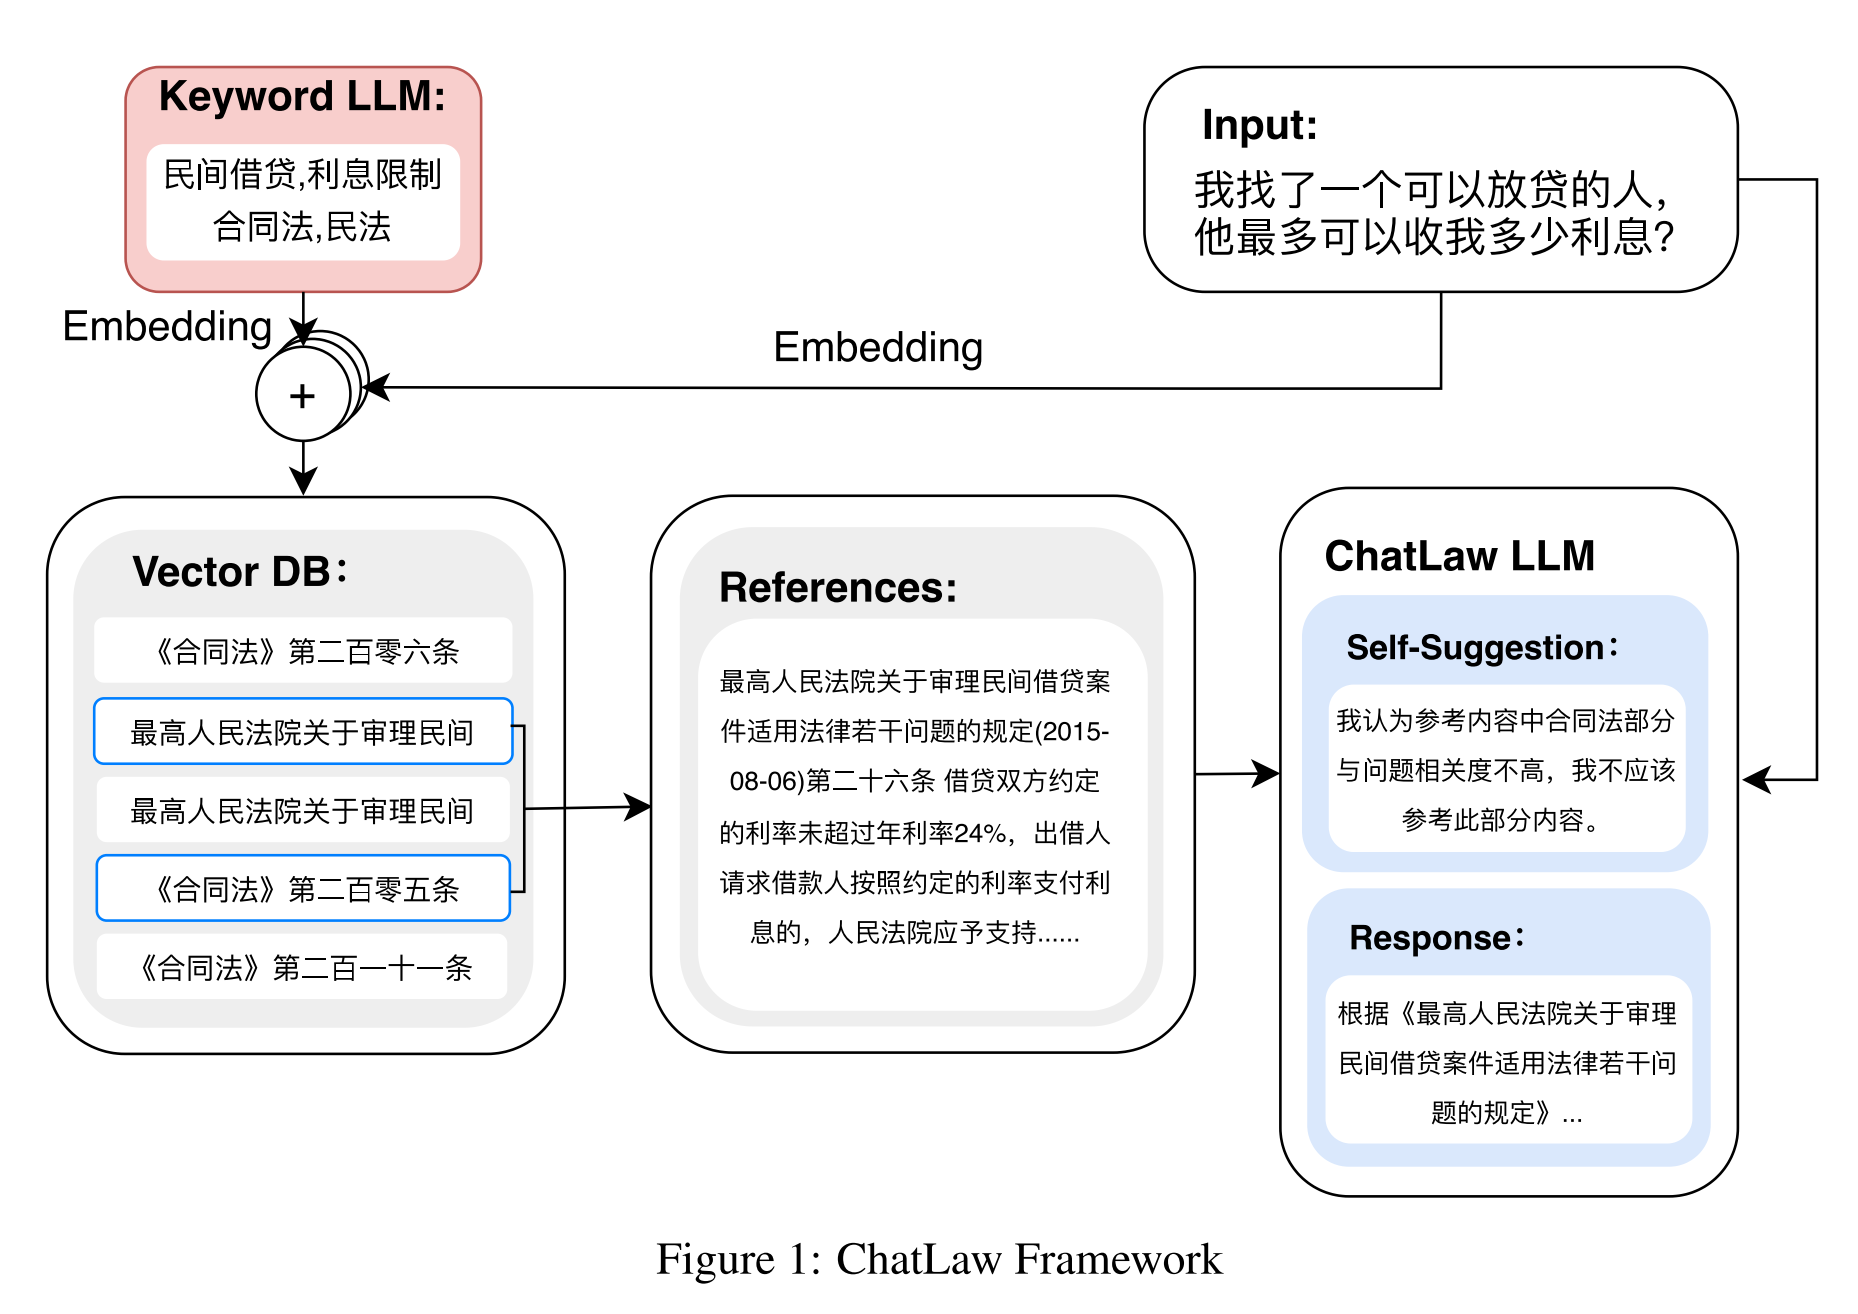 Keyword LLM:
民间借贷,利息限制
合同法,民法
Input:
我找了一个可以放贷的人，
他最多可以收我多少利息?
Embedding
Embedding
+
Vector DB：
《合同法》第二百零六条
最高人民法院关于审理民间
最高人民法院关于审理民间
《合同法》第二百零五条
《合同法》第二百一十一条
References:
最高人民法院关于审理民间借贷案
件适用法律若干问题的规定(2015-
08-06)第二十六条 借贷双方约定
的利率未超过年利率24%，出借人
请求借款人按照约定的利率支付利
息的，人民法院应予支持......
ChatLaw LLM
Self-Suggestion：
我认为参考内容中合同法部分
与问题相关度不高，我不应该
参考此部分内容。
Response：
根据《最高人民法院关于审理
民间借贷案件适用法律若干问
题的规定》...
Figure 1: ChatLaw Framework